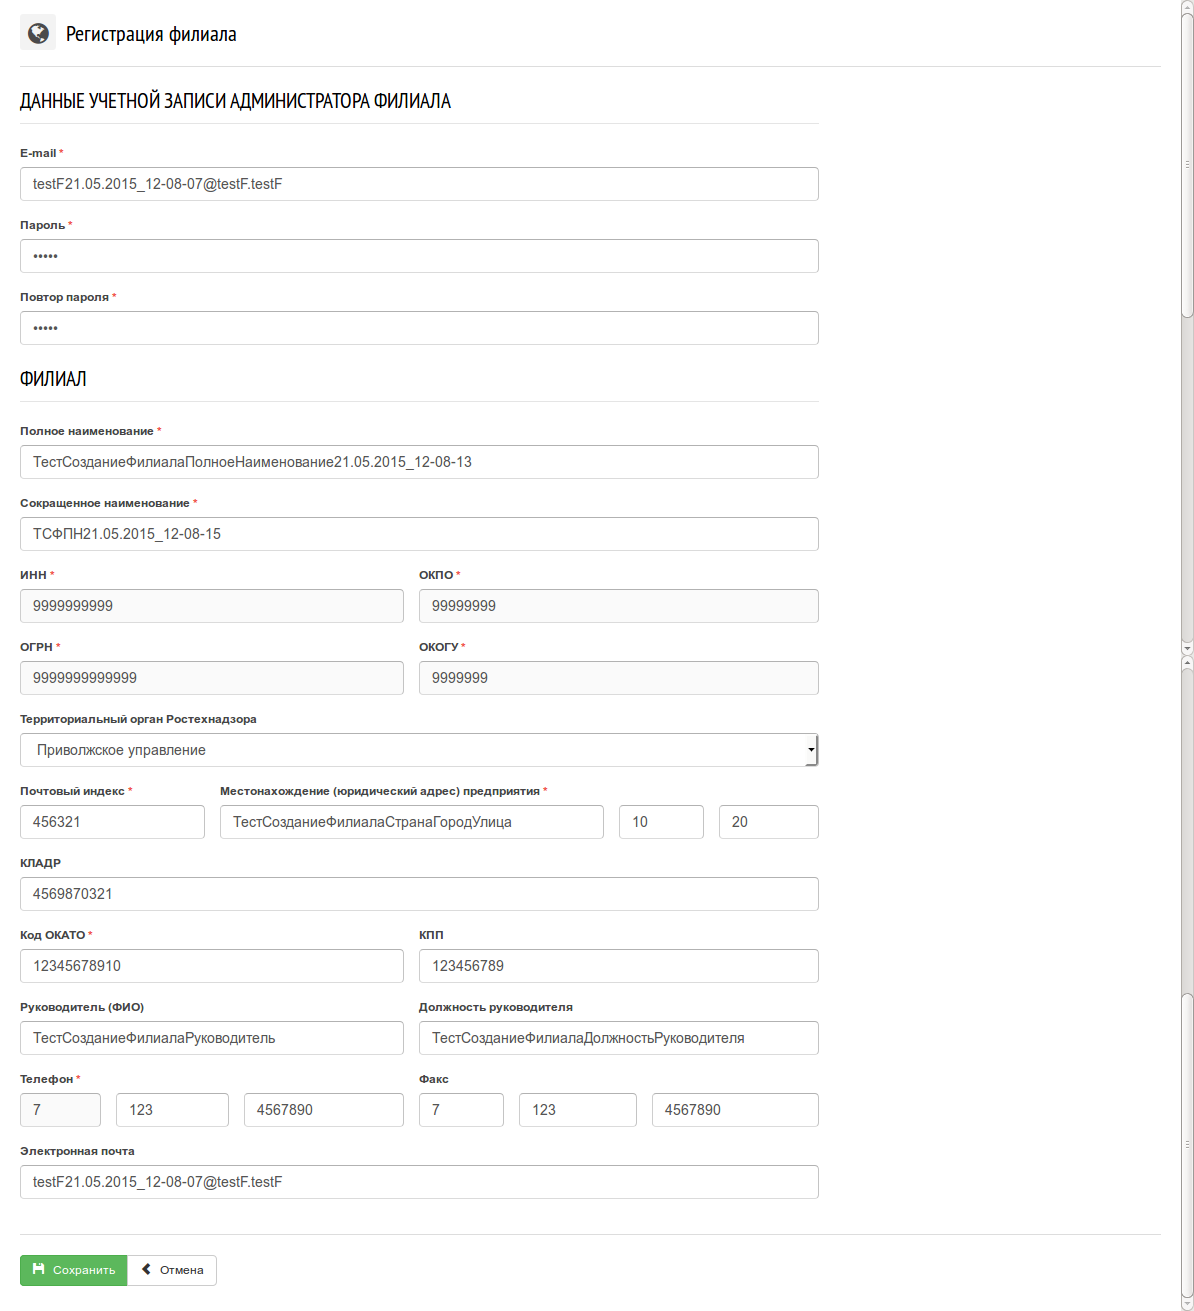 Регистрация филиала
ДАННЫЕ УЧЕТНОЙ ЗАПИСИ АДМИНИСТРАТОРА ФИЛИАЛА
E-mail *
testF21.05.2015_12-08-07@testF.testF
Пароль *
•••••
Повтор пароля *
•••••
ФИЛИАЛ
Полное наименование *
ТестСозданиеФилиалаПолноеНаименование21.05.2015_12-08-13
Сокращенное наименование *
ТСФПН21.05.2015_12-08-15
ИНН * ОКПО *
9999999999 99999999
ОГРН * ОКОГУ *
9999999999999 9999999
Территориальный орган Ростехнадзора
Приволжское управление
Почтовый индекс * Местонахождение (юридический адрес) предприятия *
456321 ТестСозданиеФилиалаСтранаГородУлица 10 20
КЛАДР
4569870321
Код ОКАТО * КПП
12345678910 123456789
Руководитель (ФИО) Должность руководителя
ТестСозданиеФилиалаРуководитель ТестСозданиеФилиалаДолжностьРуководителя
Телефон * Факс
7 123 4567890 7 123 4567890
Электронная почта
testF21.05.2015_12-08-07@testF.testF
Сохранить Отмена